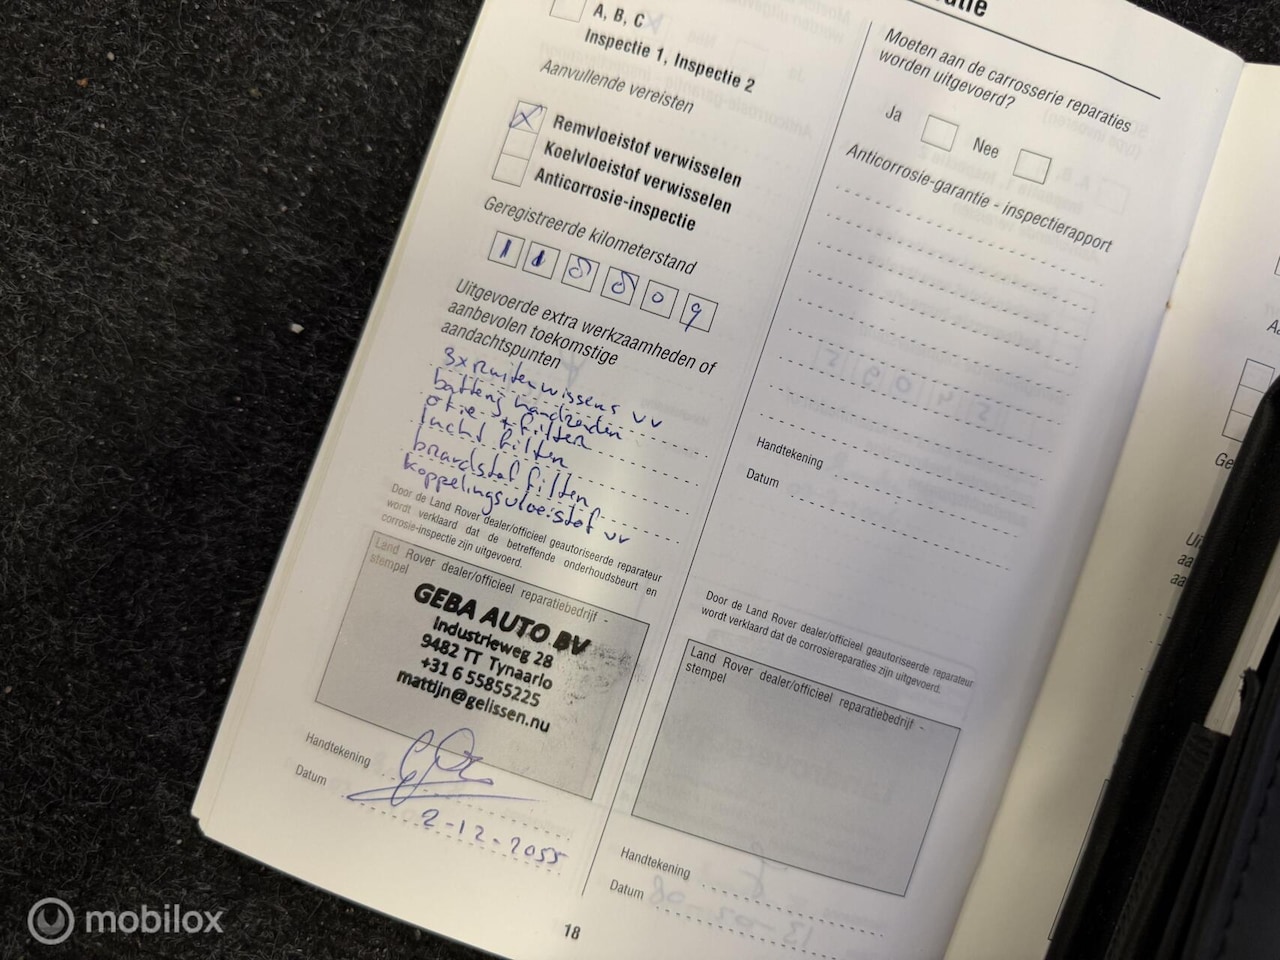 A, B, C
Inspectie 1, Inspectie 2
Aanvullende vereisten
Remvloeistof verwisselen
Koelvloeistof verwisselen
Anticorrosie-inspectie
Geregistreerde kilometerstand
118809
Uitgevoerde extra werkzaamheden of
aanbevolen toekomstige
aandachtspunten
3x ruitenwissers vv
batterij handzender
olie + filter
lucht filter
brandstof filter
koppelingsvloeistof vv
Door de Land Rover dealer/officieel geautoriseerde reparateur
wordt verklaard dat de betreffende onderhoudsbeurt en
corrosie-inspectie zijn uitgevoerd.
Land Rover dealer/officieel reparatiebedrijf -
stempel
GEBA AUTO BV
Industrieweg 28
9482 TT Tynaarlo
+31 6 55855225
mattijn@gelissen.nu
Handtekening
Datum
2-12-2055
18
Moeten aan de carrosserie reparaties
worden uitgevoerd?
Ja Nee
Anticorrosie-garantie - inspectierapport
Handtekening
Datum
Door de Land Rover dealer/officieel geautoriseerde reparateur
wordt verklaard dat de corrosiereparaties zijn uitgevoerd.
Land Rover dealer/officieel reparatiebedrijf -
stempel
Handtekening
Datum
Ge
aa
aa
mobilox